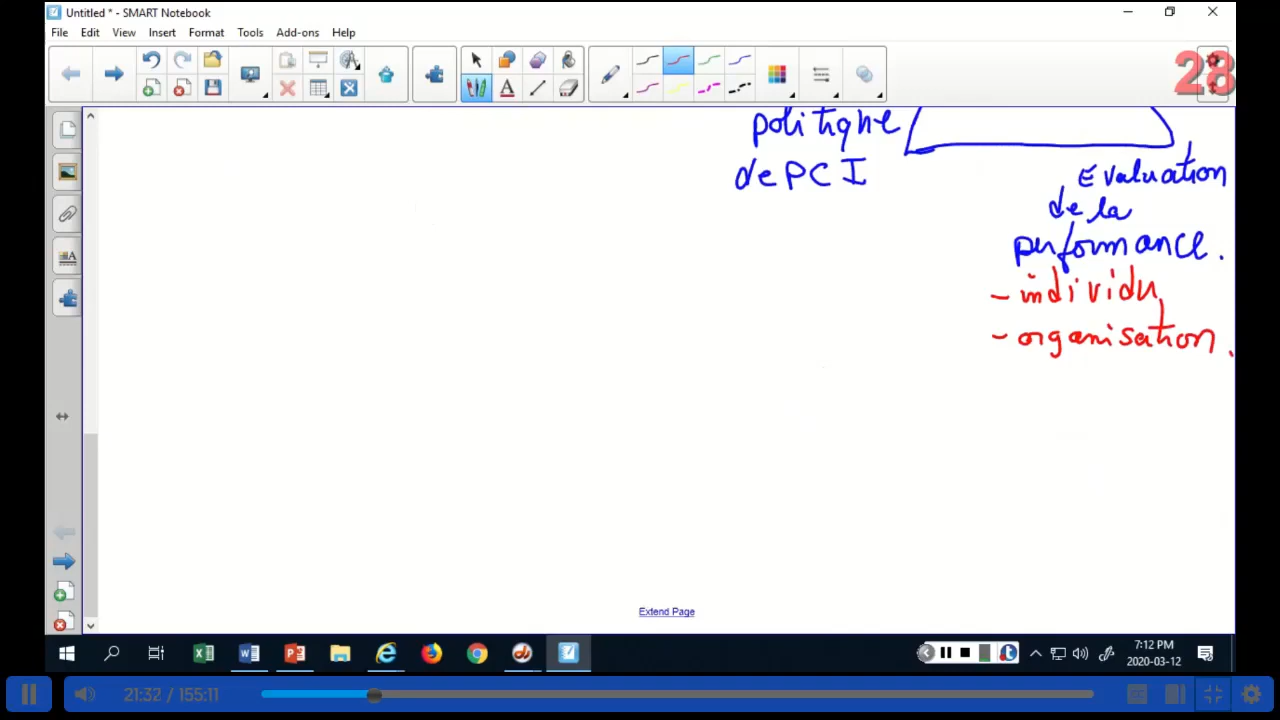 Untitled * - SMART Notebook
File Edit View Insert Format Tools Add-ons Help
28
politique
de PCI
Evaluation
de la
performance.
- individu
- organisation.
Extend Page
7:12 PM
2020-03-12
21:32 / 155:11